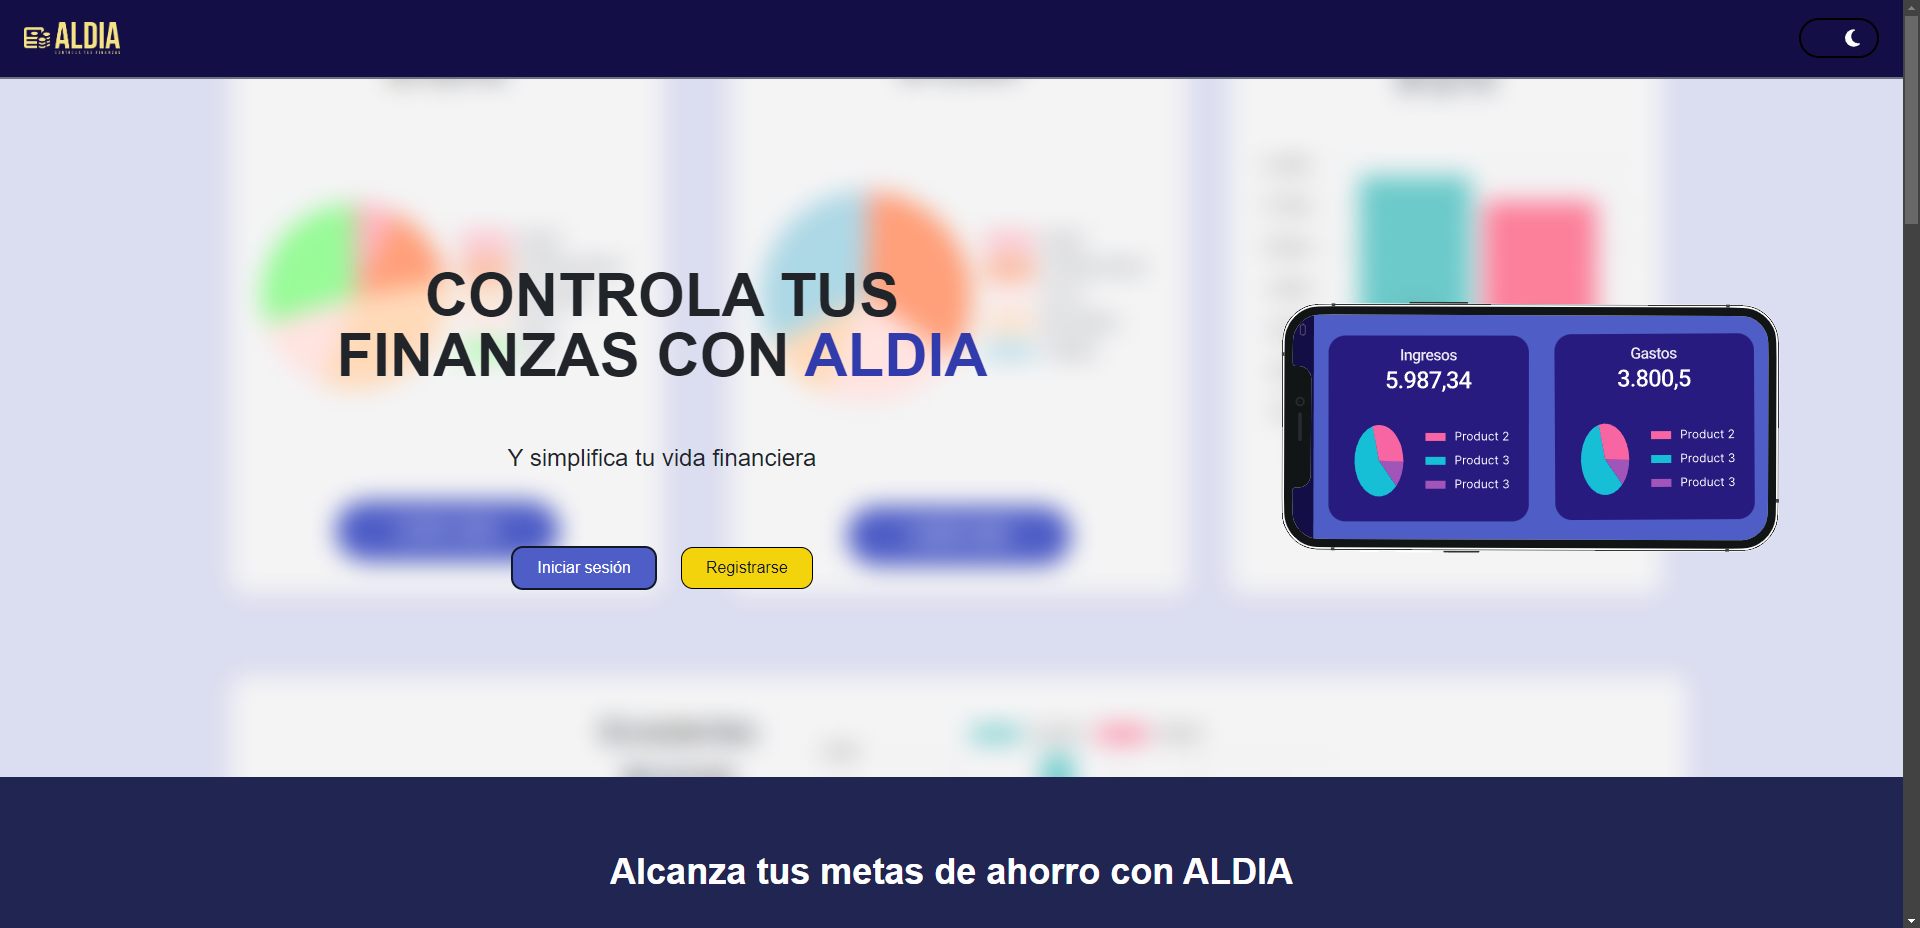 ALDIA
CONTROLA TUS FINANZAS
CONTROLA TUS
FINANZAS CON ALDIA
Y simplifica tu vida financiera
Iniciar sesión
Registrarse
Ingresos
5.987,34
Product 2
Product 3
Product 3
Gastos
3.800,5
Product 2
Product 3
Product 3
Alcanza tus metas de ahorro con ALDIA